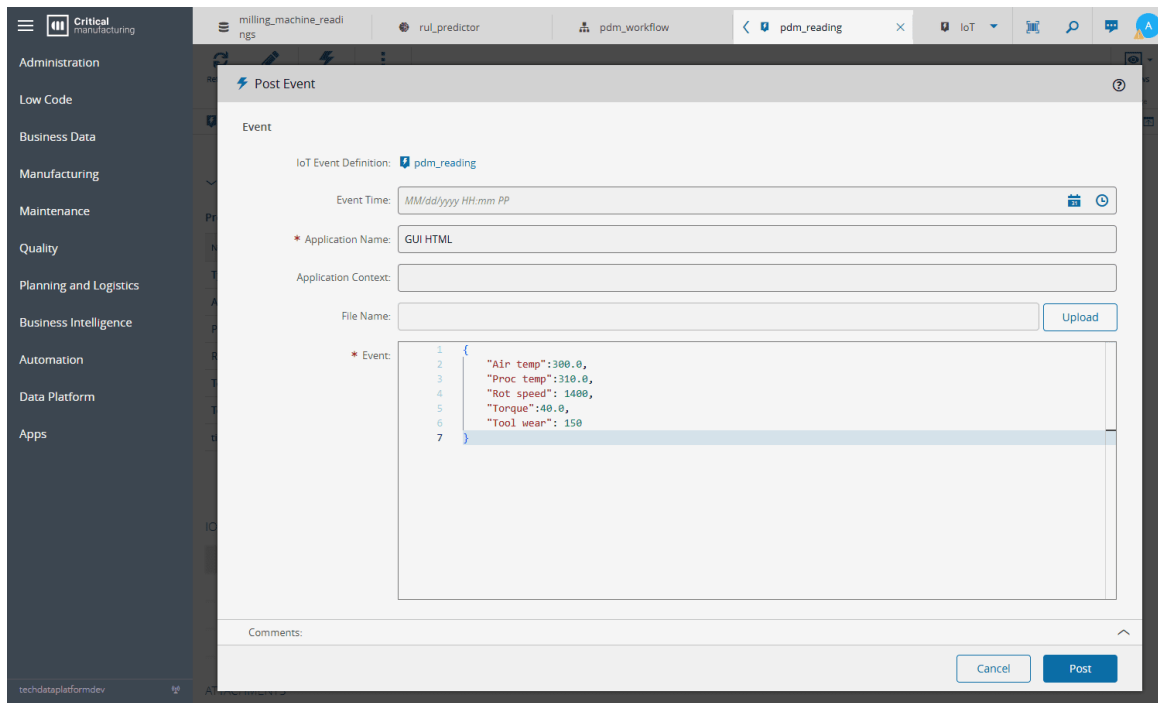 Critical
manufacturing
milling_machine_readi
ngs
rul_predictor
pdm_workflow
pdm_reading
IoT
A
Administration
Low Code
Business Data
Manufacturing
Maintenance
Quality
Planning and Logistics
Business Intelligence
Automation
Data Platform
Apps
techdataplatformdev
Post Event
Event
IoT Event Definition: pdm_reading
Event Time: MM/dd/yyyy HH:mm PP
* Application Name: GUI HTML
Application Context:
File Name: Upload
* Event:
1 {
2 "Air temp":300.0,
3 "Proc temp":310.0,
4 "Rot speed": 1400,
5 "Torque":40.0,
6 "Tool wear": 150
7 }
Comments:
Cancel Post
ATTACHMENTS